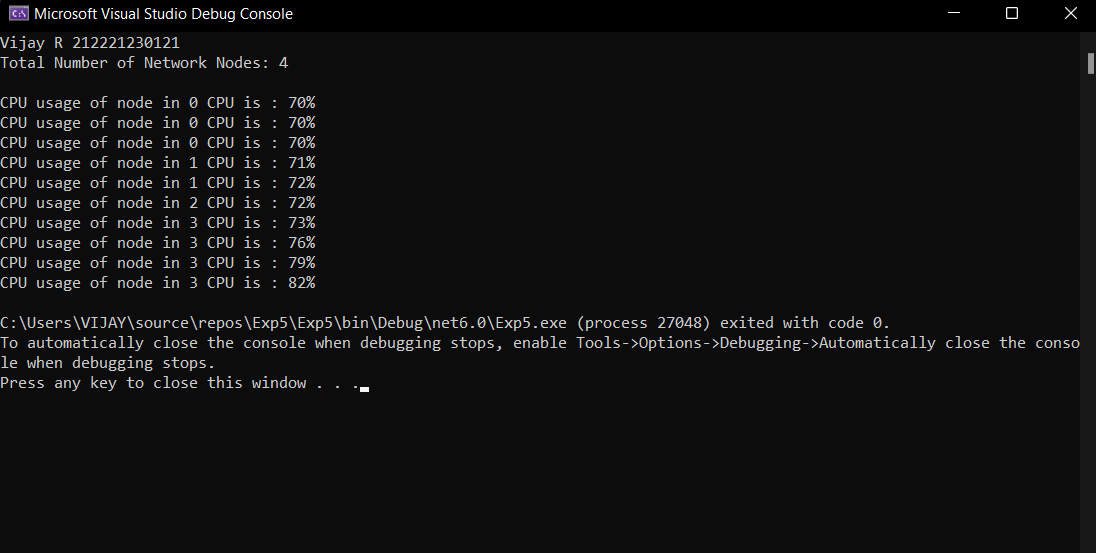 Microsoft Visual Studio Debug Console
Vijay R 212221230121
Total Number of Network Nodes: 4
CPU usage of node in 0 CPU is : 70%
CPU usage of node in 0 CPU is : 70%
CPU usage of node in 0 CPU is : 70%
CPU usage of node in 1 CPU is : 71%
CPU usage of node in 1 CPU is : 72%
CPU usage of node in 2 CPU is : 72%
CPU usage of node in 3 CPU is : 73%
CPU usage of node in 3 CPU is : 76%
CPU usage of node in 3 CPU is : 79%
CPU usage of node in 3 CPU is : 82%
C:\Users\VIJAY\source\repos\Exp5\Exp5\bin\Debug\net6.0\Exp5.exe (process 27048) exited with code 0.
To automatically close the console when debugging stops, enable Tools->Options->Debugging->Automatically close the conso
le when debugging stops.
Press any key to close this window . . .